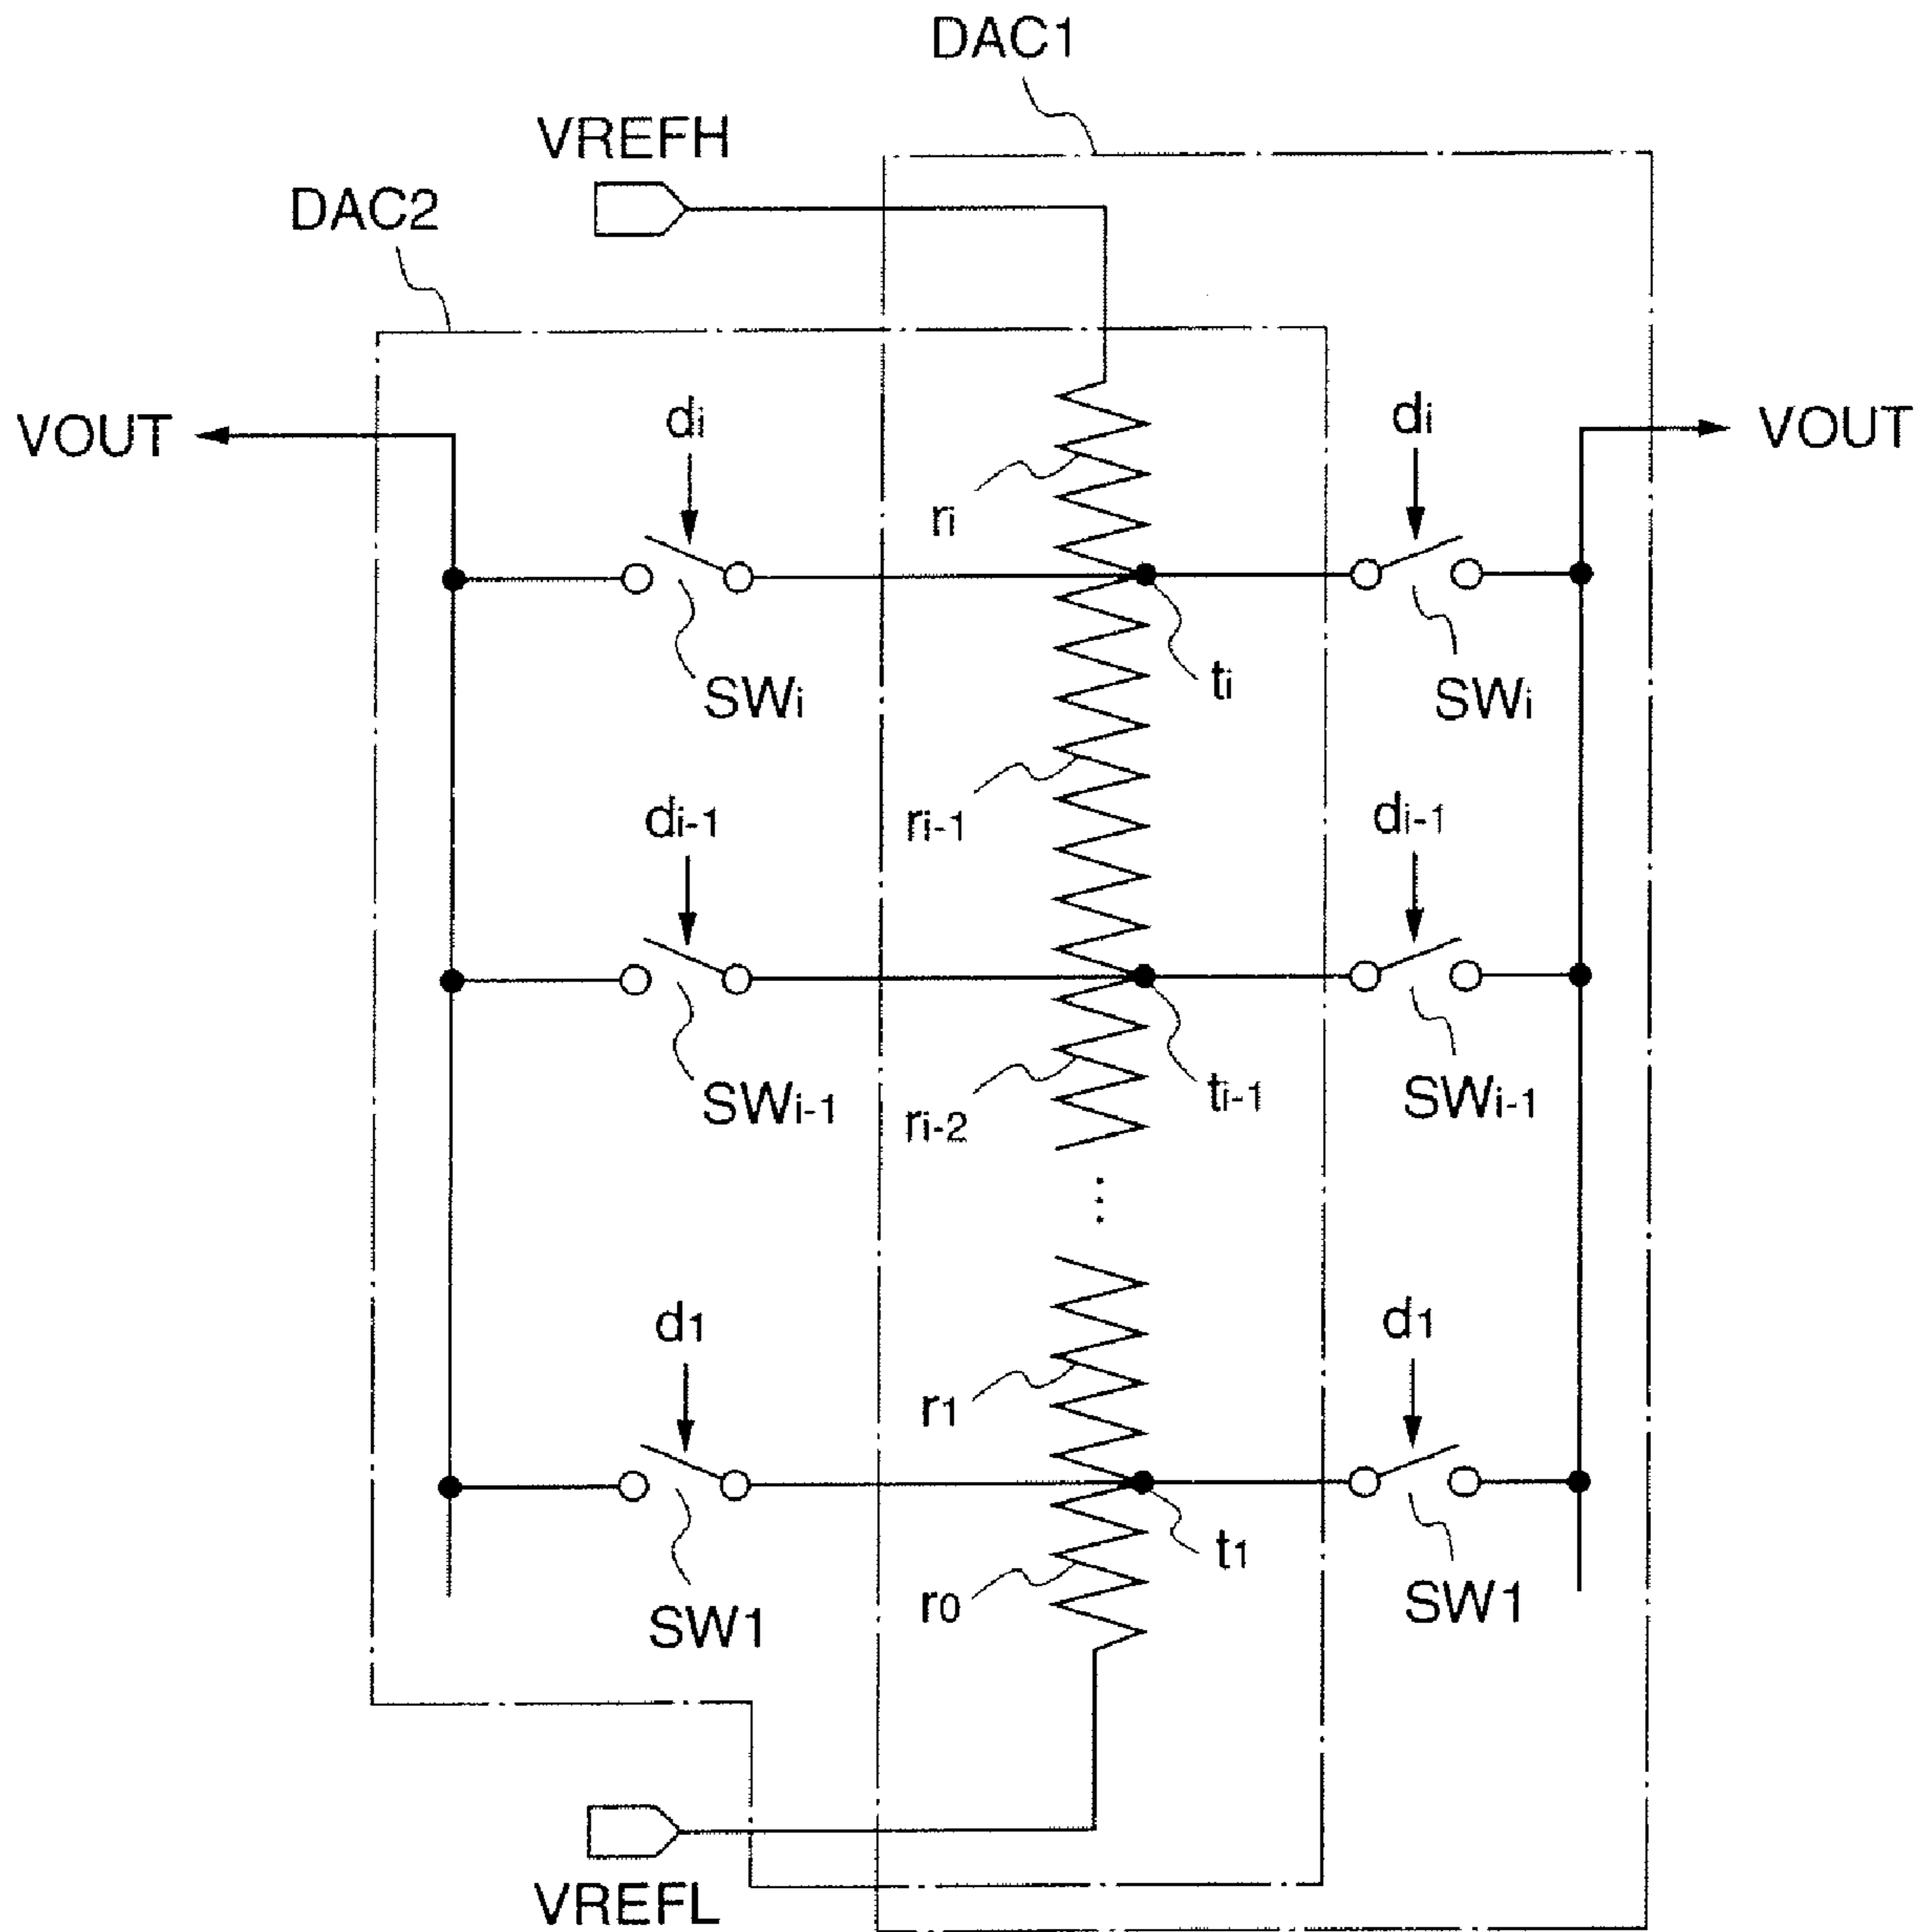 DAC1
VREFH
DAC2
VOUT
di
di
VOUT
ri
ti
SWi
SWi
di-1
di-1
ri-1
ti-1
SWi-1
SWi-1
ri-2
...
d1
d1
r1
t1
r0
SW1
SW1
VREFL